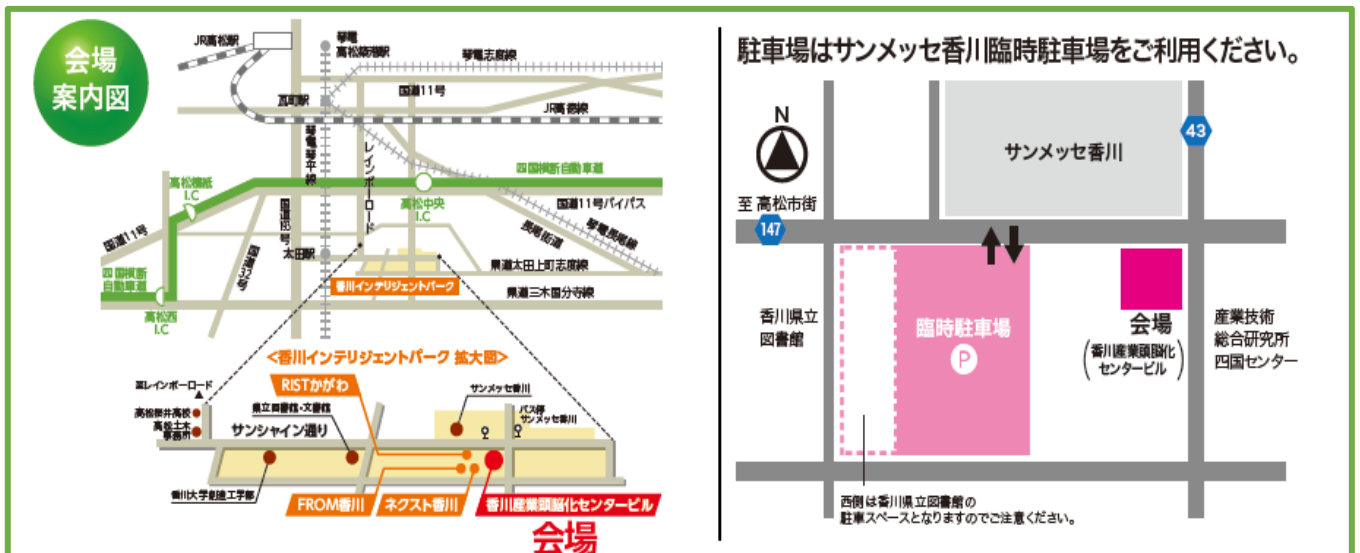 会場
案内図
JR高松駅
琴電
高松築港駅
琴電志度線
国道11号
瓦町駅
JR高徳線
琴電琴平線
レインボーロード
四国横断自動車道
高松檀紙
I.C
高松中央
I.C
国道11号バイパス
国道11号
国道32号
国道193号
長尾街道
琴電長尾線
太田駅
四国横断
自動車道
県道太田上町志度線
香川インテリジェントパーク
県道三木国分寺線
高松西
I.C
<香川インテリジェントパーク 拡大図>
至レインボーロード
RISTかがわ
サンメッセ香川
高松桜井高校
県立図書館・文書館
バス停
サンメッセ香川
高松土木
事務所
サンシャイン通り
香川大学創造工学部
FROM香川
ネクスト香川
香川産業頭脳化センタービル
会場
駐車場はサンメッセ香川臨時駐車場をご利用ください。
N
43
サンメッセ香川
至 高松市街
147
香川県立
図書館
臨時駐車場
P
会場
(香川産業頭脳化
センタービル)
産業技術
総合研究所
四国センター
西側は香川県立図書館の
駐車スペースとなりますのでご注意ください。